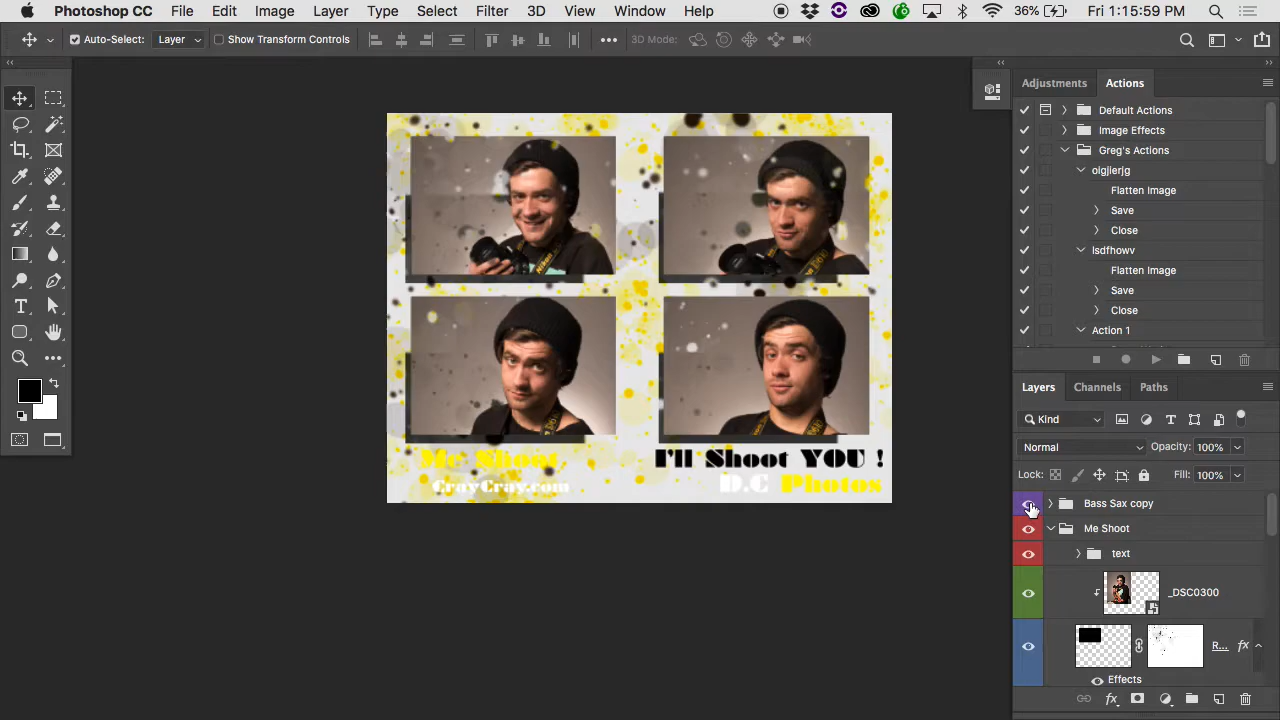 Photoshop CC File Edit Image Layer Type Select Filter 3D View Window Help 36% Fri 1:15:59 PM
Auto-Select: Layer Show Transform Controls 3D Mode:
Adjustments Actions
Default Actions
Image Effects
Greg's Actions
olgjlerjg
Flatten Image
Save
Close
lsdfhowv
Flatten Image
Save
Close
Action 1
Layers Channels Paths
Kind
Normal Opacity: 100%
Lock: Fill: 100%
Bass Sax copy
Me Shoot
text
_DSC0300
R... fx
Effects
fx
Me Shoot
CrayCray.com
I'll Shoot YOU !
D.C Photos